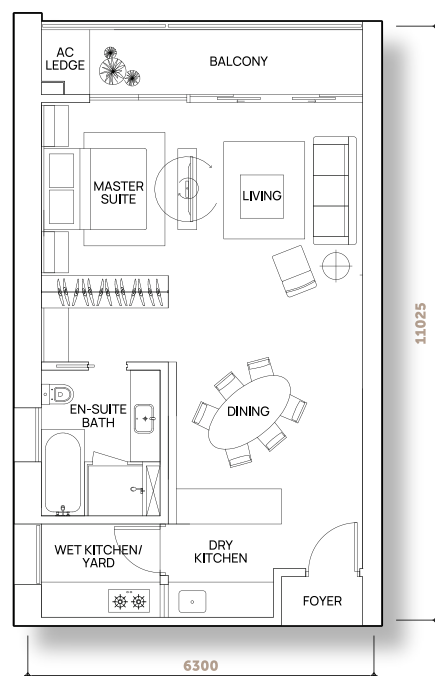 AC
LEDGE
BALCONY
MASTER
SUITE
LIVING
11025
EN-SUITE
BATH
DINING
WET KITCHEN/
YARD
DRY
KITCHEN
FOYER
6300